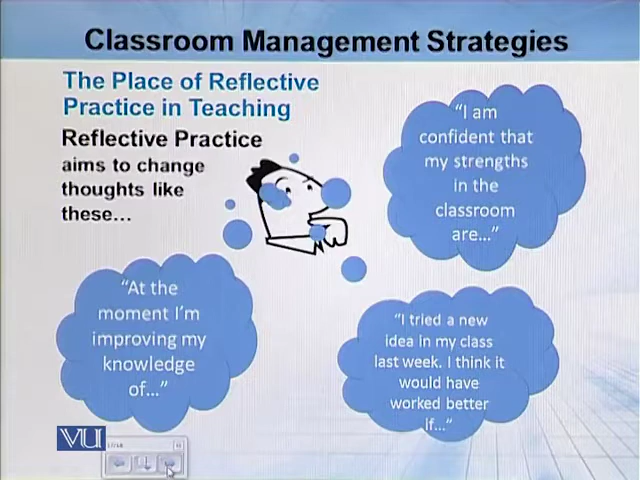 Classroom Management Strategies
The Place of Reflective
Practice in Teaching
Reflective Practice
aims to change
thoughts like
these...
"I am
confident that
my strengths
in the
classroom
are..."
"At the
moment I'm
improving my
knowledge
of..."
"I tried a new
idea in my class
last week. I think it
would have
worked better
if..."
VU